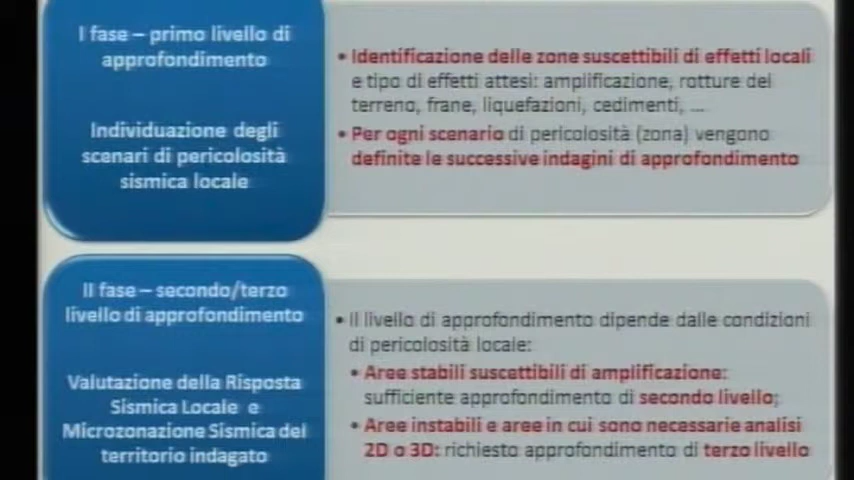 I fase – primo livello di
approfondimento
Individuazione degli
scenari di pericolosità
sismica locale
• Identificazione delle zone suscettibili di effetti locali
e tipo di effetti attesi: amplificazione, rotture del
terreno, frane, liquefazioni, cedimenti, ...
• Per ogni scenario di pericolosità (zona) vengono
definite le successive indagini di approfondimento
II fase – secondo/terzo
livello di approfondimento
Valutazione della Risposta
Sismica Locale e
Microzonazione Sismica del
territorio indagato
• Il livello di approfondimento dipende dalle condizioni
di pericolosità locale:
• Aree stabili suscettibili di amplificazione:
sufficiente approfondimento di secondo livello;
• Aree instabili e aree in cui sono necessarie analisi
2D o 3D: richiesto approfondimento di terzo livello